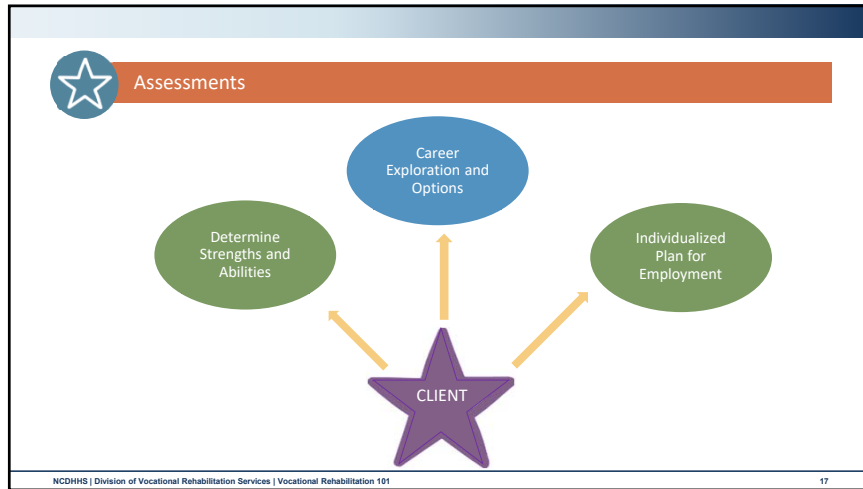 Assessments
Career
Exploration and
Options
Determine
Strengths and
Abilities
Individualized
Plan for
Employment
CLIENT
NCDHHS | Division of Vocational Rehabilitation Services | Vocational Rehabilitation 101
17